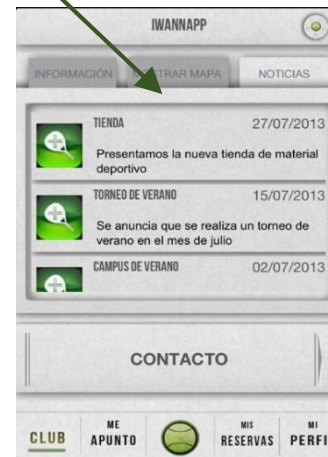 IWANNAPP
INFORMACIÓN MOSTRAR MAPA NOTICIAS
TIENDA 27/07/2013
Presentamos la nueva tienda de material
deportivo
TORNEO DE VERANO 15/07/2013
Se anuncia que se realiza un torneo de
verano en el mes de julio
CAMPUS DE VERANO 02/07/2013
CONTACTO
CLUB ME APUNTO MIS RESERVAS MI PERFI